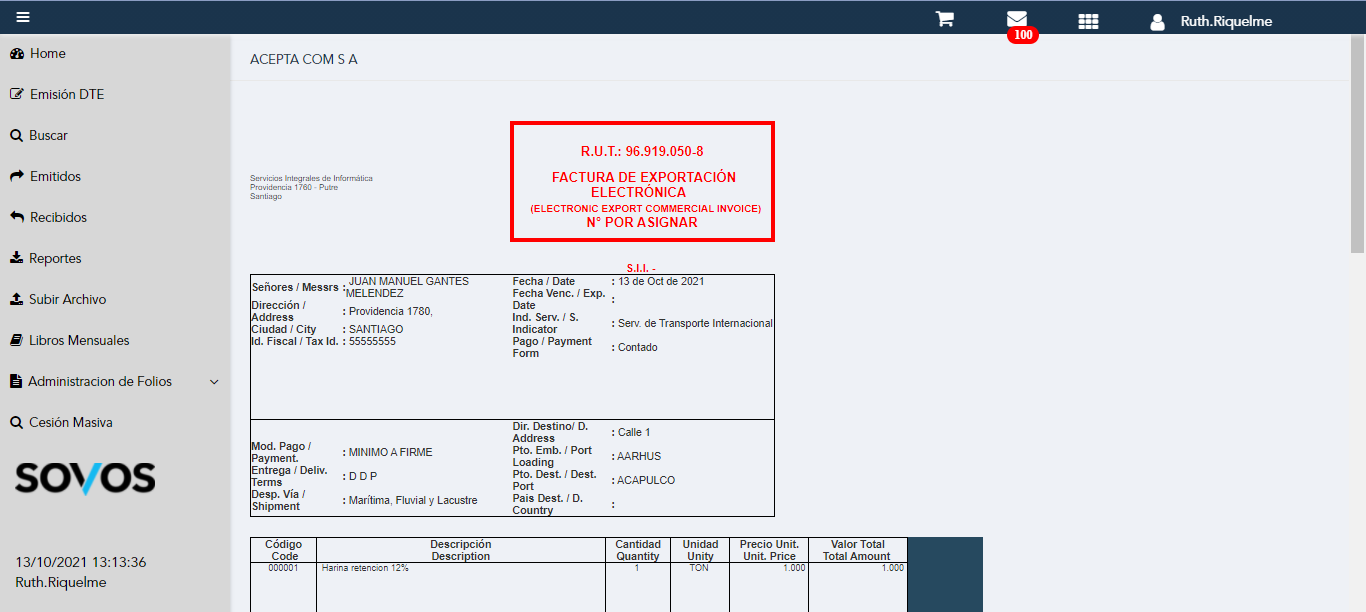 Ruth.Riquelme
100
Home
Emisión DTE
Buscar
Emitidos
Recibidos
Reportes
Subir Archivo
Libros Mensuales
Administracion de Folios
Cesión Masiva
SOVOS
13/10/2021 13:13:36
Ruth.Riquelme
ACEPTA COM S A
Servicios Integrales de Informática
Providencia 1760 - Putre
Santiago
R.U.T.: 96.919.050-8
FACTURA DE EXPORTACIÓN
ELECTRÓNICA
(ELECTRONIC EXPORT COMMERCIAL INVOICE)
N° POR ASIGNAR
S.I.I. -
Señores / Messrs : JUAN MANUEL GANTES
MELENDEZ
Dirección /
Address : Providencia 1780,
Ciudad / City : SANTIAGO
Id. Fiscal / Tax Id. : 55555555
Fecha / Date : 13 de Oct de 2021
Fecha Venc. / Exp.
Date :
Ind. Serv. / S.
Indicator : Serv. de Transporte Internacional
Pago / Payment
Form : Contado
Mod. Pago /
Payment. : MINIMO A FIRME
Entrega / Deliv.
Terms : D D P
Desp. Vía /
Shipment : Marítima, Fluvial y Lacustre
Dir. Destino/ D.
Address : Calle 1
Pto. Emb. / Port
Loading : AARHUS
Pto. Dest. / Dest.
Port : ACAPULCO
Pais Dest. / D.
Country :
Código Descripción Cantidad Unidad Precio Unit. Valor Total
Code Description Quantity Unity Unit. Price Total Amount
000001 Harina retencion 12% 1 TON 1.000 1.000